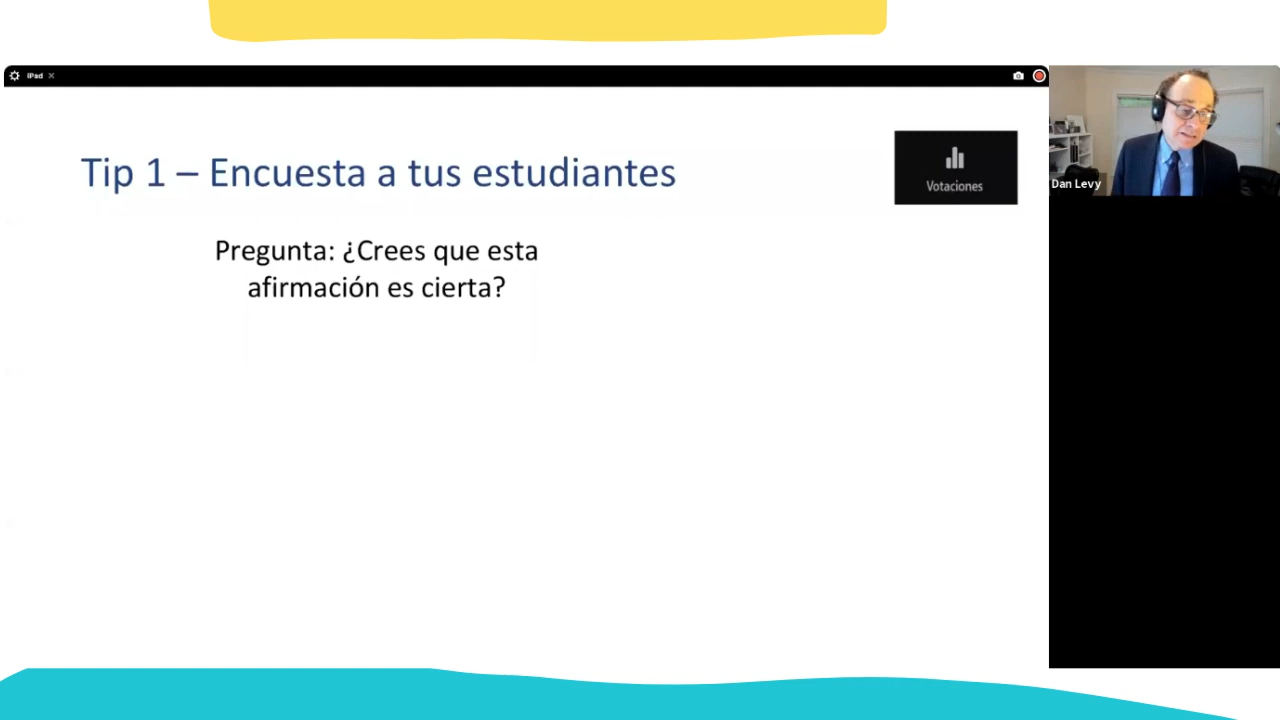 iPad
Tip 1 – Encuesta a tus estudiantes
Votaciones
Dan Levy
Pregunta: ¿Crees que esta
afirmación es cierta?